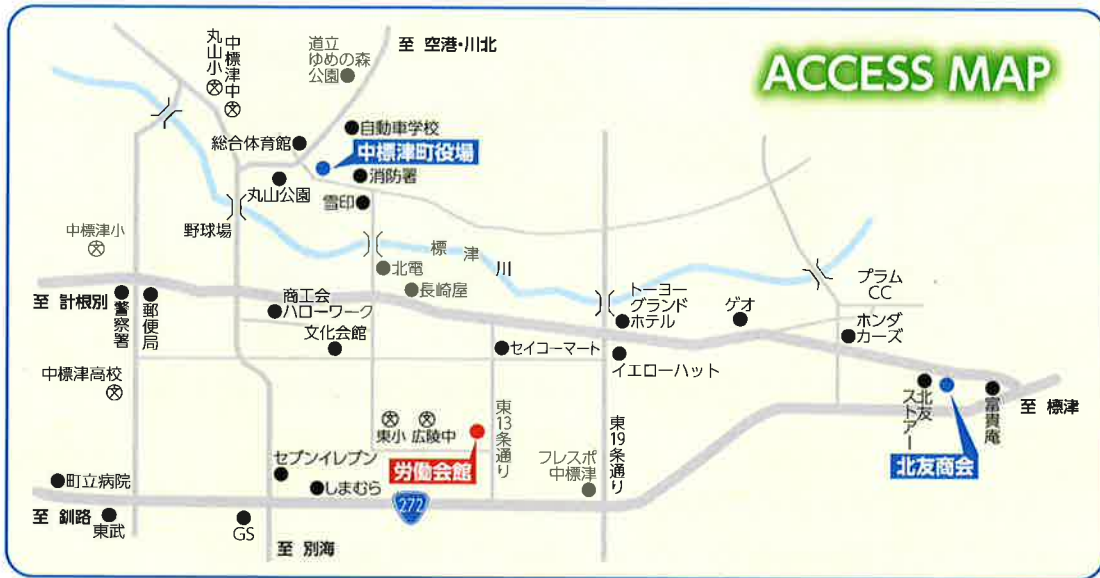 ACCESS MAP
丸山小
中標津中
道立
ゆめの森
公園
至 空港・川北
総合体育館
自動車学校
中標津町役場
消防署
丸山公園
雪印
野球場
中標津小
標津川
北電
長崎屋
至 計根別
警察署
郵便局
商工会
ハローワーク
文化会館
トーヨー
グランド
ホテル
ゲオ
プラム
CC
ホンダ
カーズ
セイコーマート
イエローハット
中標津高校
東小
広陵中
東13条通り
東19条通り
北友
ストアー
富貴庵
至 標津
北友商会
労働会館
フレスポ
中標津
セブンイレブン
しまむら
町立病院
272
至 釧路
東武
GS
至 別海